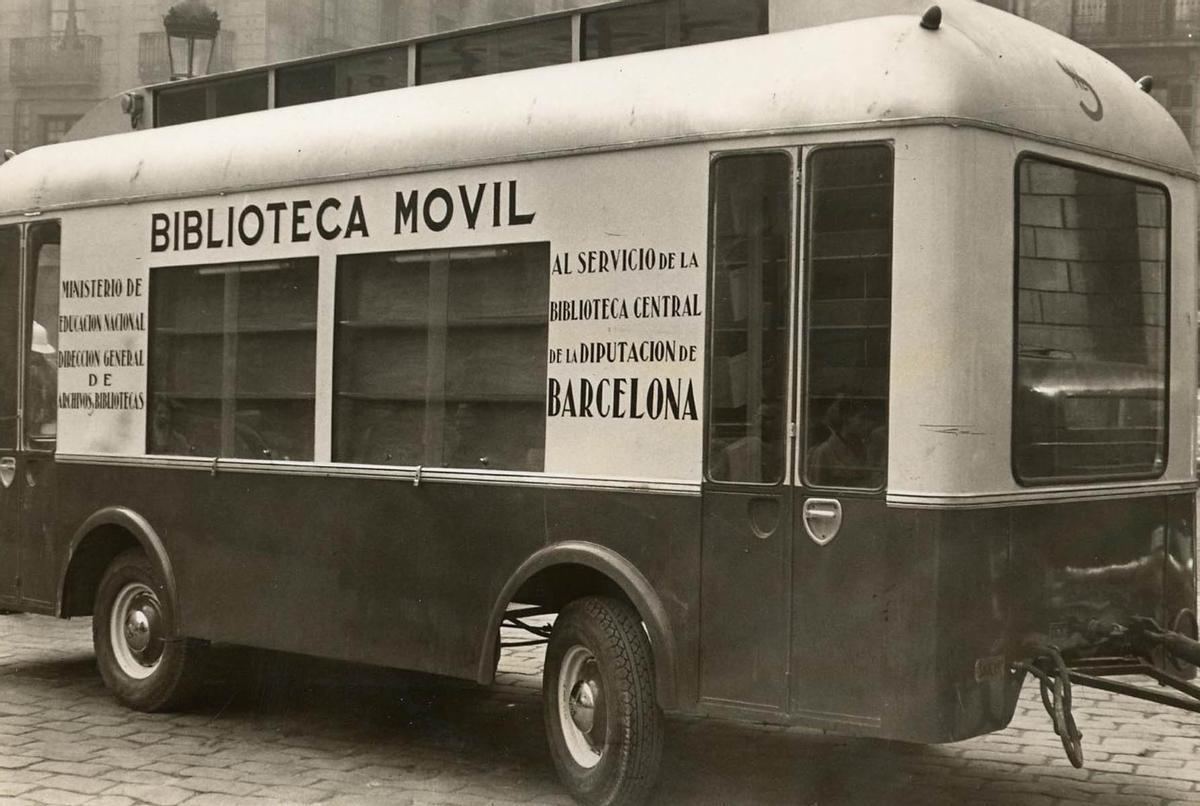 BIBLIOTECA MOVIL
MINISTERIO DE
EDUCACION NACIONAL
DIRECCION GENERAL
DE
ARCHIVOS y BIBLIOTECAS
AL SERVICIO DE LA
BIBLIOTECA CENTRAL
DE LA DIPUTACION DE
BARCELONA